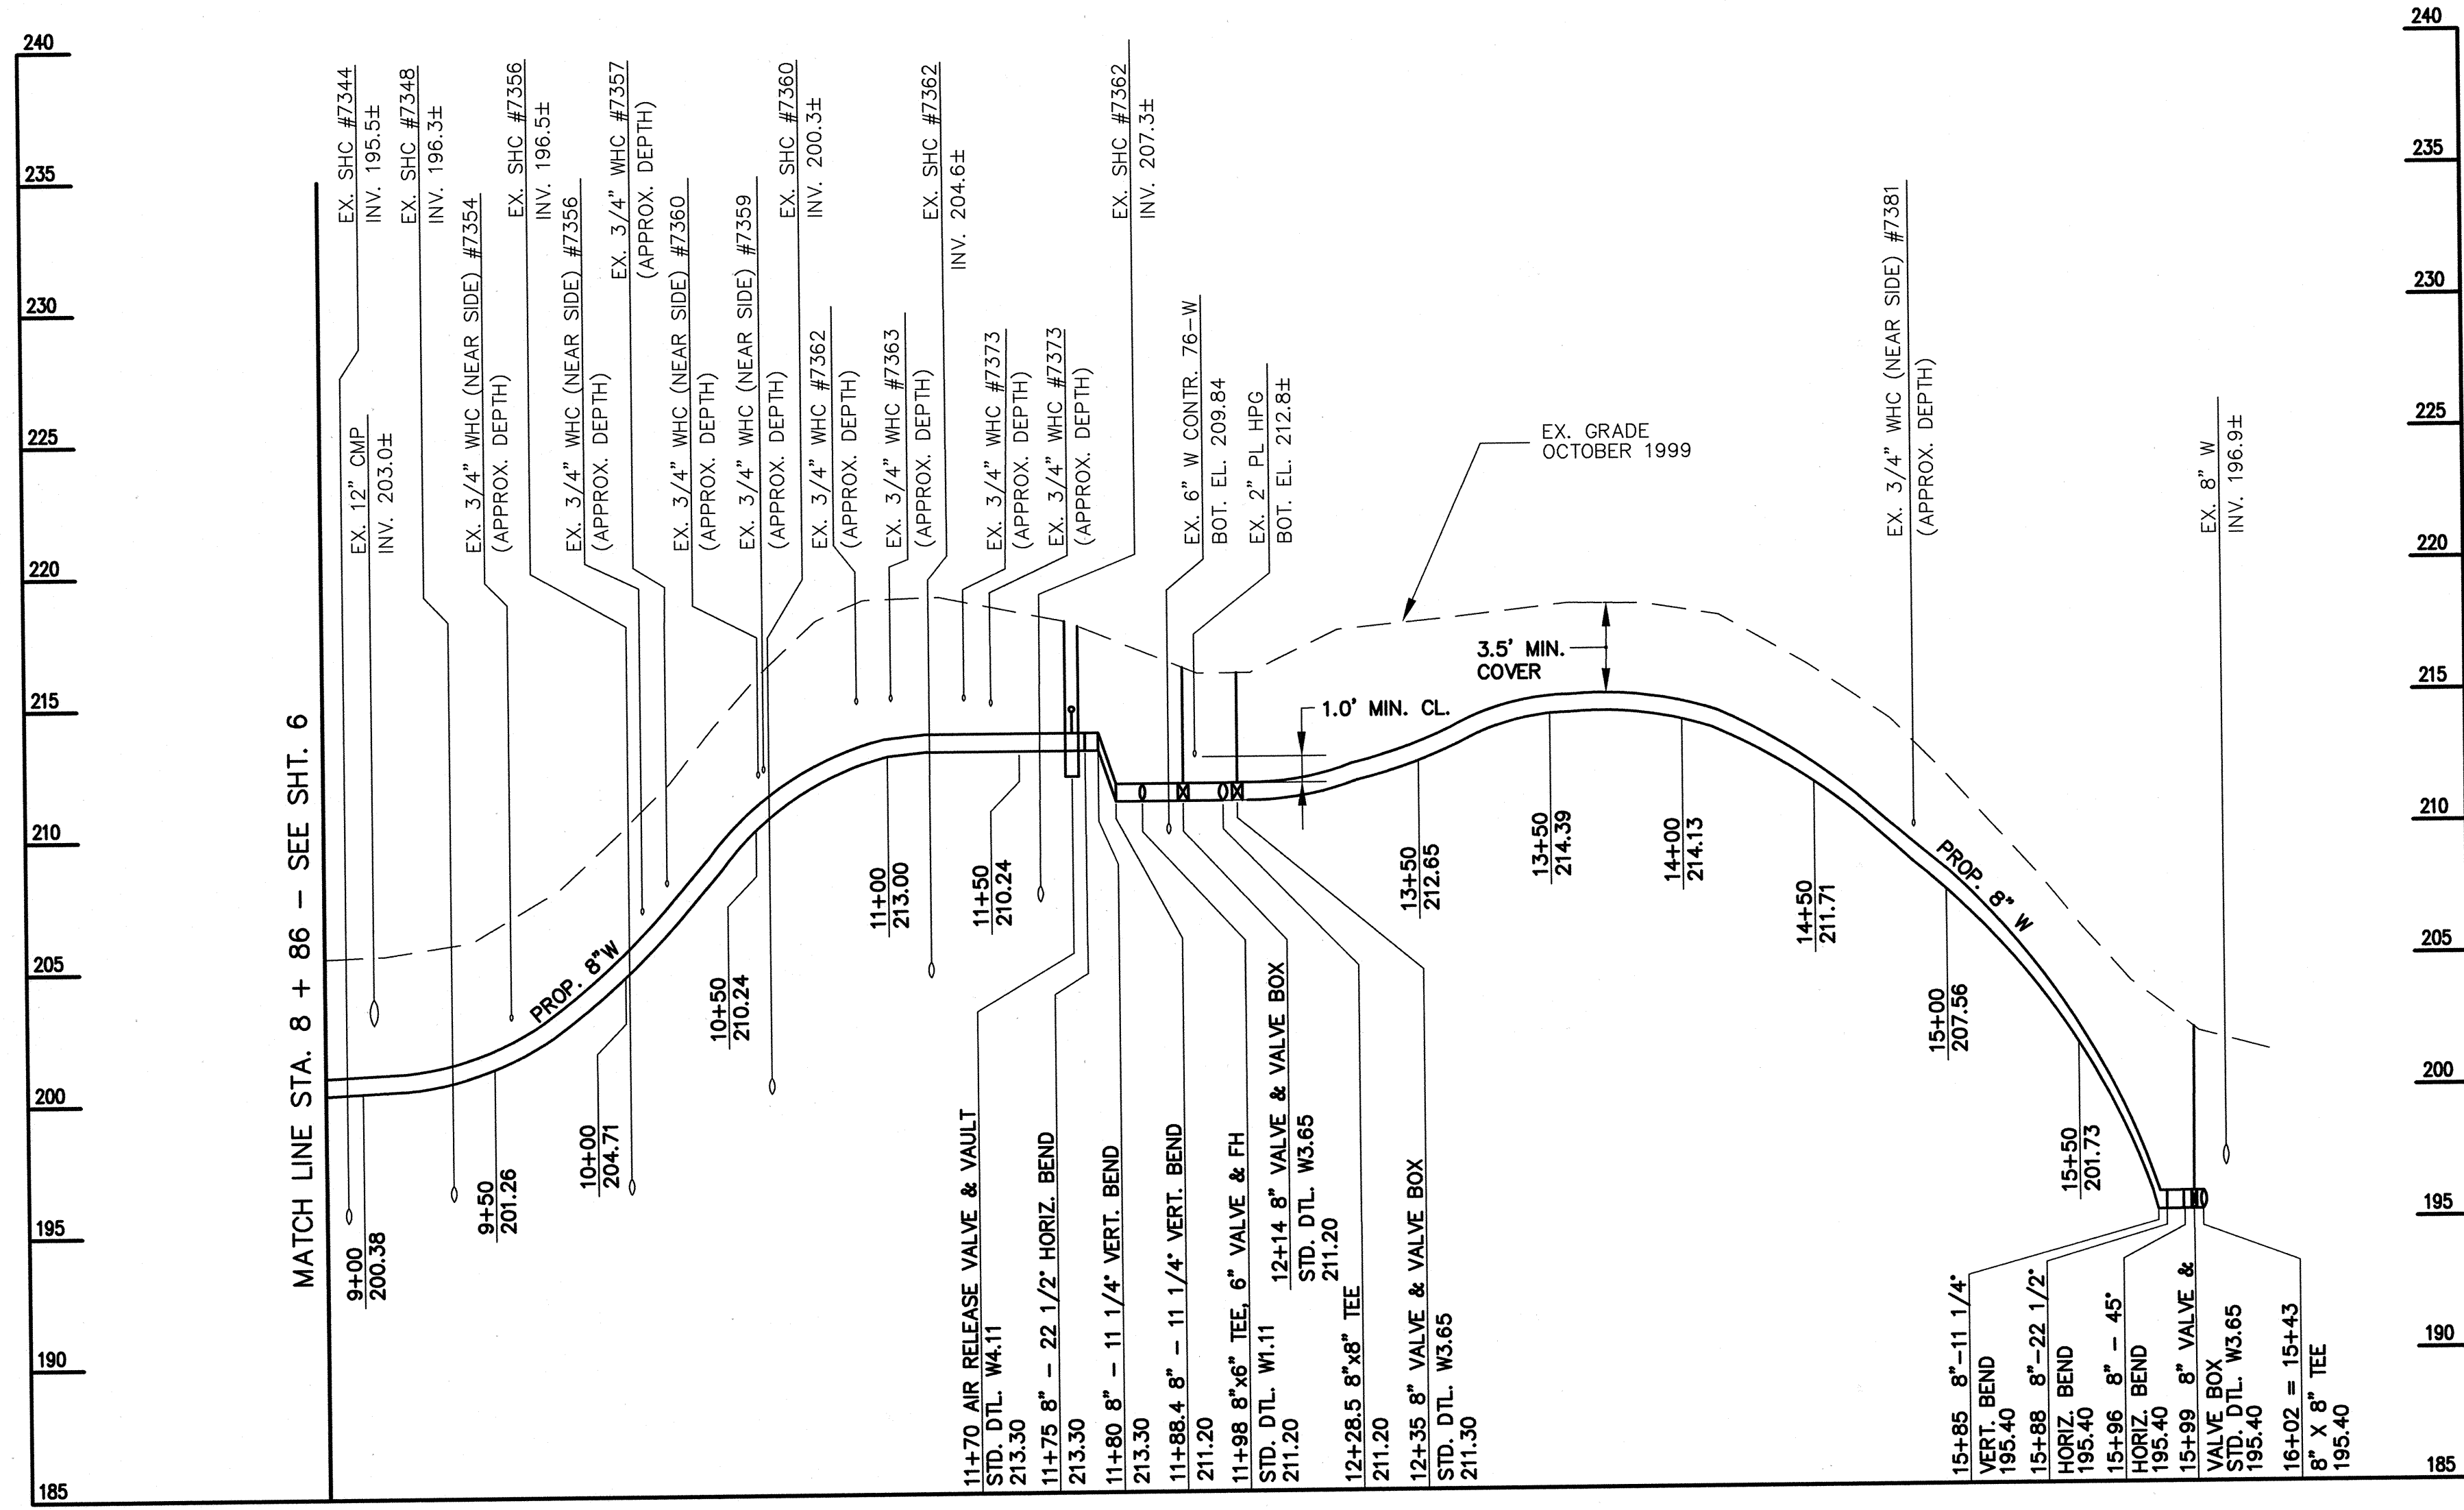 240
235
230
225
220
215
210
205
200
195
190
185
MATCH LINE STA. 8 + 86 - SEE SHT. 6
EX. SHC #7344
INV. 195.5±
EX. 12" CMP
INV. 203.0±
EX. SHC #7348
INV. 196.3±
EX. 3/4" WHC (NEAR SIDE) #7354
(APPROX. DEPTH)
EX. SHC #7356
INV. 196.5±
EX. 3/4" WHC (NEAR SIDE) #7356
(APPROX. DEPTH)
EX. 3/4" WHC #7357
(APPROX. DEPTH)
EX. 3/4" WHC (NEAR SIDE) #7360
(APPROX. DEPTH)
EX. 3/4" WHC (NEAR SIDE) #7359
(APPROX. DEPTH)
EX. SHC #7360
INV. 200.3±
EX. 3/4" WHC #7362
(APPROX. DEPTH)
EX. 3/4" WHC #7363
(APPROX. DEPTH)
EX. SHC #7362
INV. 204.6±
EX. 3/4" WHC #7373
(APPROX. DEPTH)
EX. 3/4" WHC #7373
(APPROX. DEPTH)
EX. SHC #7362
INV. 207.3±
EX. 6" W CONTR. 76-W
BOT. EL. 209.84
EX. 2" PL HPG
BOT. EL. 212.8±
EX. GRADE
OCTOBER 1999
3.5' MIN.
COVER
1.0' MIN. CL.
EX. 3/4" WHC (NEAR SIDE) #7381
(APPROX. DEPTH)
EX. 8" W
INV. 196.9±
PROP. 8"W
PROP. 8" W
9+00
200.38
9+50
201.26
10+00
204.71
10+50
210.24
11+00
213.00
11+50
210.24
13+50
212.65
13+50
214.39
14+00
214.13
14+50
211.71
15+00
207.56
15+50
201.73
11+70 AIR RELEASE VALVE & VAULT
STD. DTL. W4.11
213.30
11+75 8" - 22 1/2° HORIZ. BEND
213.30
11+80 8" - 11 1/4° VERT. BEND
213.30
11+88.4 8" - 11 1/4° VERT. BEND
211.20
11+98 8"x6" TEE, 6" VALVE & FH
STD. DTL. W1.11
211.20
12+14 8" VALVE & VALVE BOX
STD. DTL. W3.65
211.20
12+28.5 8"x8" TEE
211.20
12+35 8" VALVE & VALVE BOX
STD. DTL. W3.65
211.30
15+85 8"-11 1/4°
VERT. BEND
195.40
15+88 8"-22 1/2°
HORIZ. BEND
195.40
15+96 8" - 45°
HORIZ. BEND
195.40
15+99 8" VALVE &
VALVE BOX
STD. DTL. W3.65
195.40
16+02 = 15+43
8" X 8" TEE
195.40
240
235
230
225
220
215
210
205
200
195
190
185